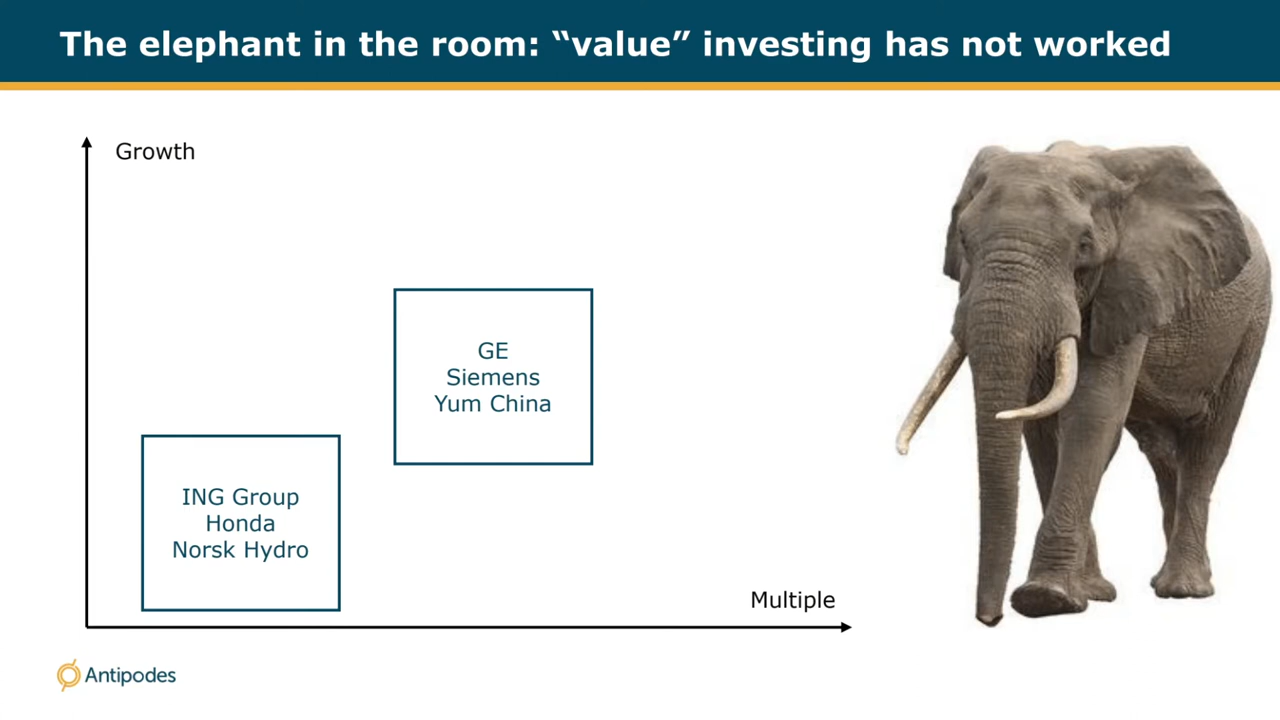 The elephant in the room: “value” investing has not worked
Growth
GE
Siemens
Yum China
ING Group
Honda
Norsk Hydro
Multiple
Antipodes